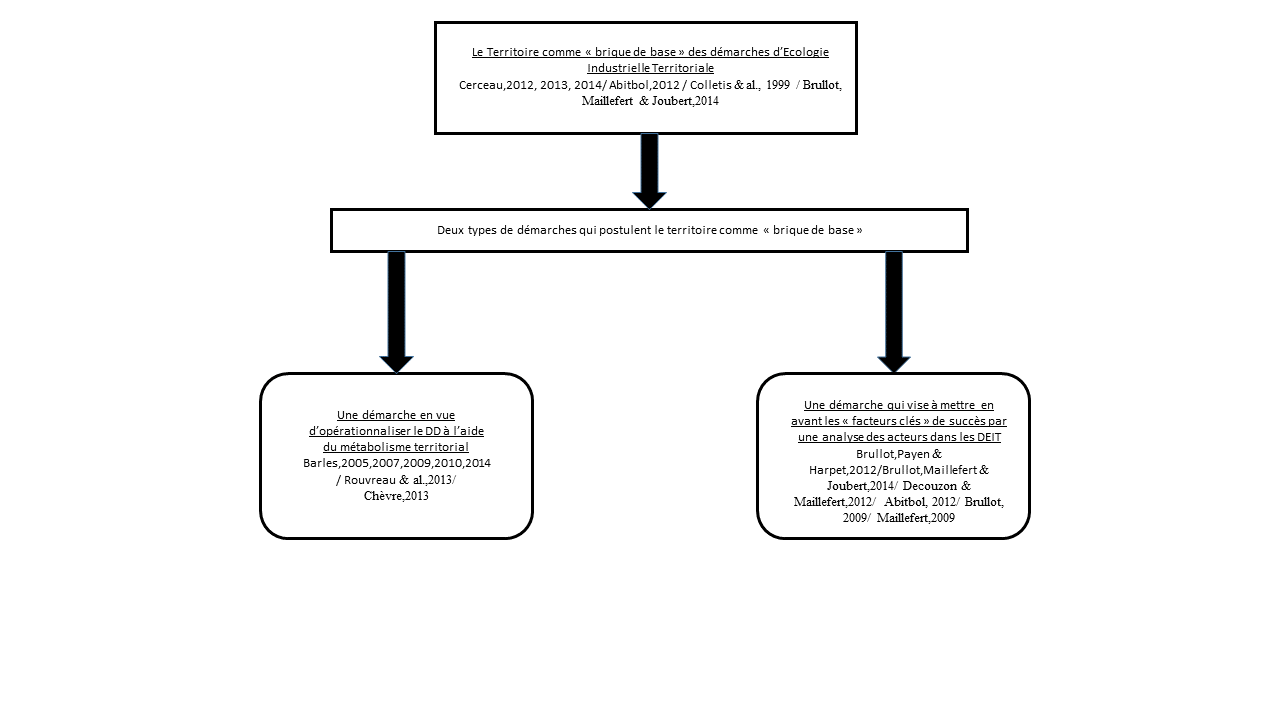 Le Territoire comme « brique de base » des démarches d’Ecologie
Industrielle Territoriale
Cerceau,2012, 2013, 2014/ Abitbol,2012 / Colletis & al., 1999 / Brullot,
Maillefert & Joubert,2014
Deux types de démarches qui postulent le territoire comme « brique de base »
Une démarche en vue
d’opérationnaliser le DD à l’aide
du métabolisme territorial
Barles,2005,2007,2009,2010,2014
/ Rouvreau & al.,2013/
Chèvre,2013
Une démarche qui vise à mettre en
avant les « facteurs clés » de succès par
une analyse des acteurs dans les DEIT
Brullot,Payen &
Harpet,2012/Brullot,Maillefert &
Joubert,2014/ Decouzon &
Maillefert,2012/ Abitbol, 2012/ Brullot,
2009/ Maillefert,2009